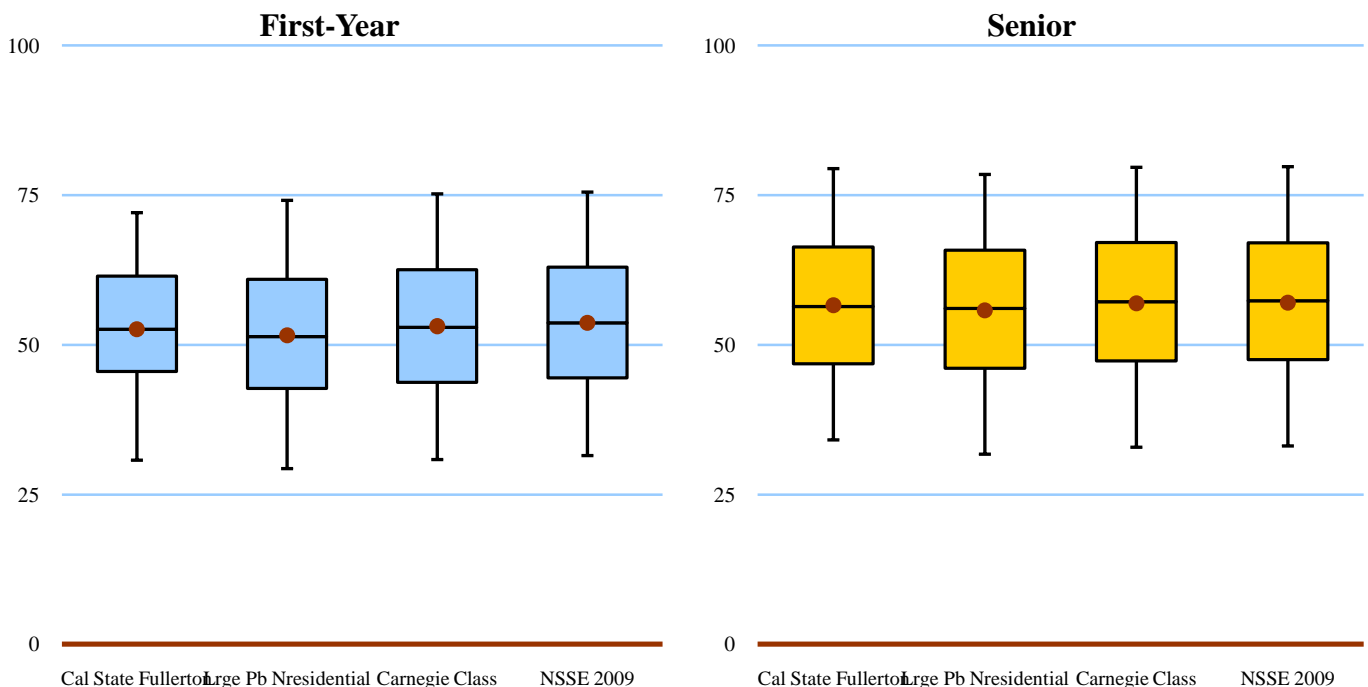 First-Year
100
75
50
25
0
Cal State Fullerton Lrge Pb Nresidential Carnegie Class NSSE 2009
Senior
100
75
50
25
0
Cal State Fullerton Lrge Pb Nresidential Carnegie Class NSSE 2009